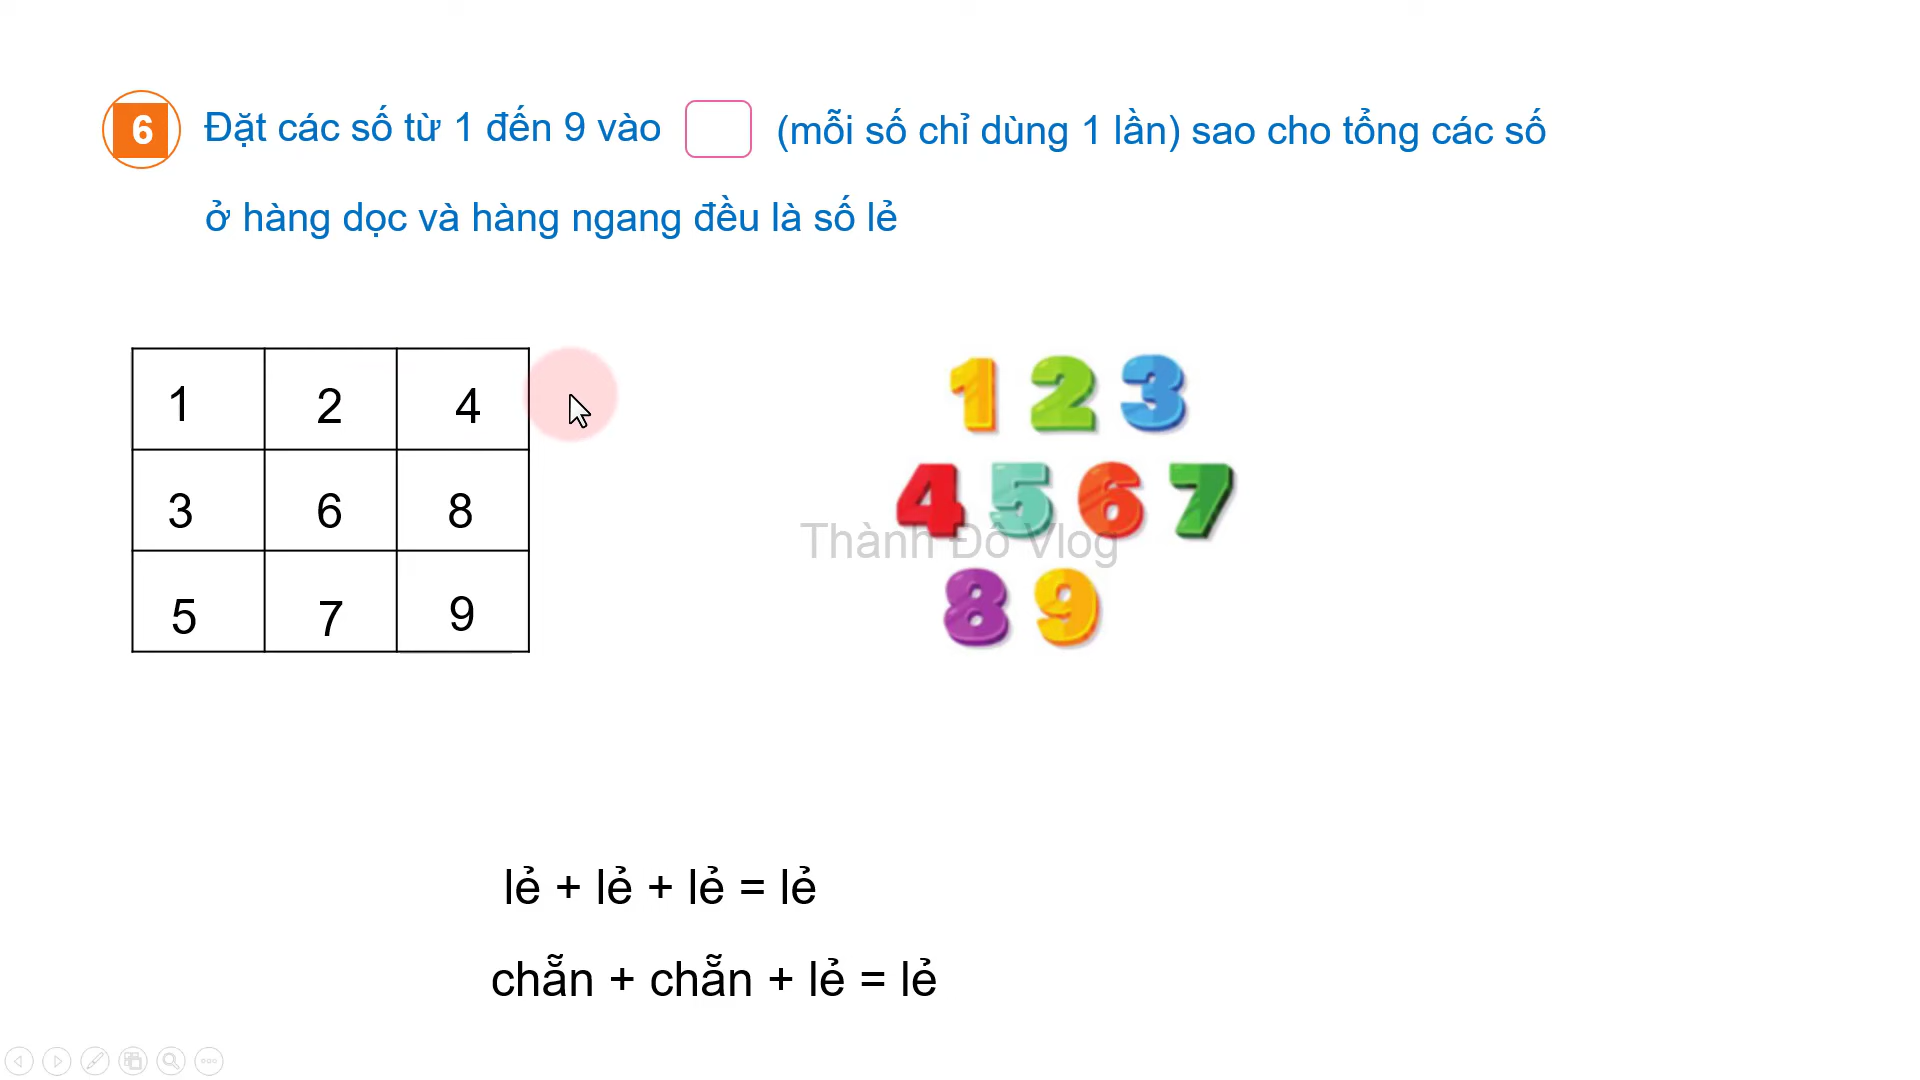 6 Đặt các số từ 1 đến 9 vào (mỗi số chỉ dùng 1 lần) sao cho tổng các số
ở hàng dọc và hàng ngang đều là số lẻ
1 2 4
3 6 8
5 7 9
1 2 3
4 5 6 7
Thành Đô Vlog
8 9
lẻ + lẻ + lẻ = lẻ
chẵn + chẵn + lẻ = lẻ